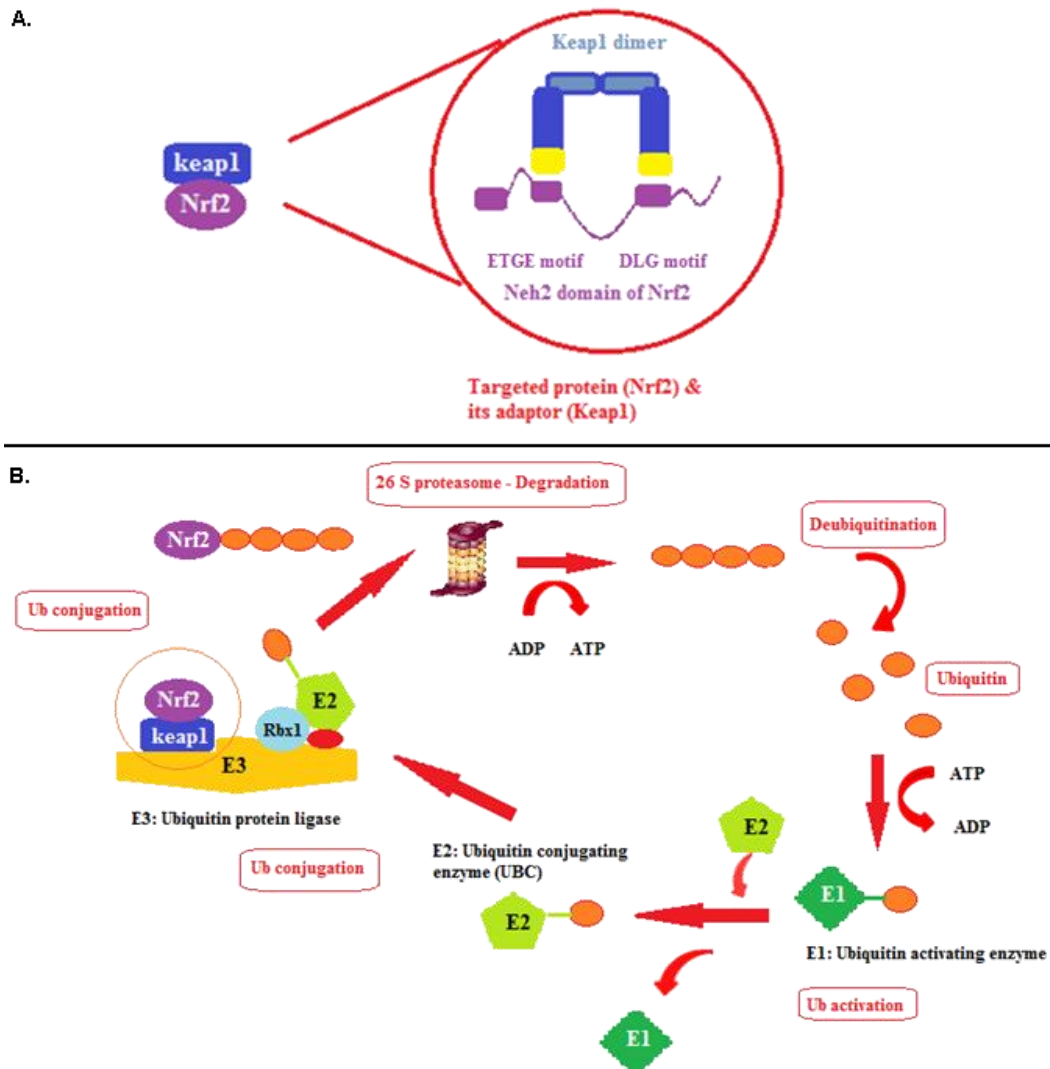 A.
Keap1 dimer
keap1
Nrf2
ETGE motif
DLG motif
Neh2 domain of Nrf2
Targeted protein (Nrf2) &
its adaptor (Keap1)
B.
26 S proteasome - Degradation
Deubiquitination
Nrf2
Ub conjugation
ADP
ATP
Ubiquitin
Nrf2
keap1
E2
Rbx1
E3
ATP
ADP
E3: Ubiquitin protein ligase
E2
E2: Ubiquitin conjugating
enzyme (UBC)
Ub conjugation
E2
E1
E1: Ubiquitin activating enzyme
Ub activation
E1